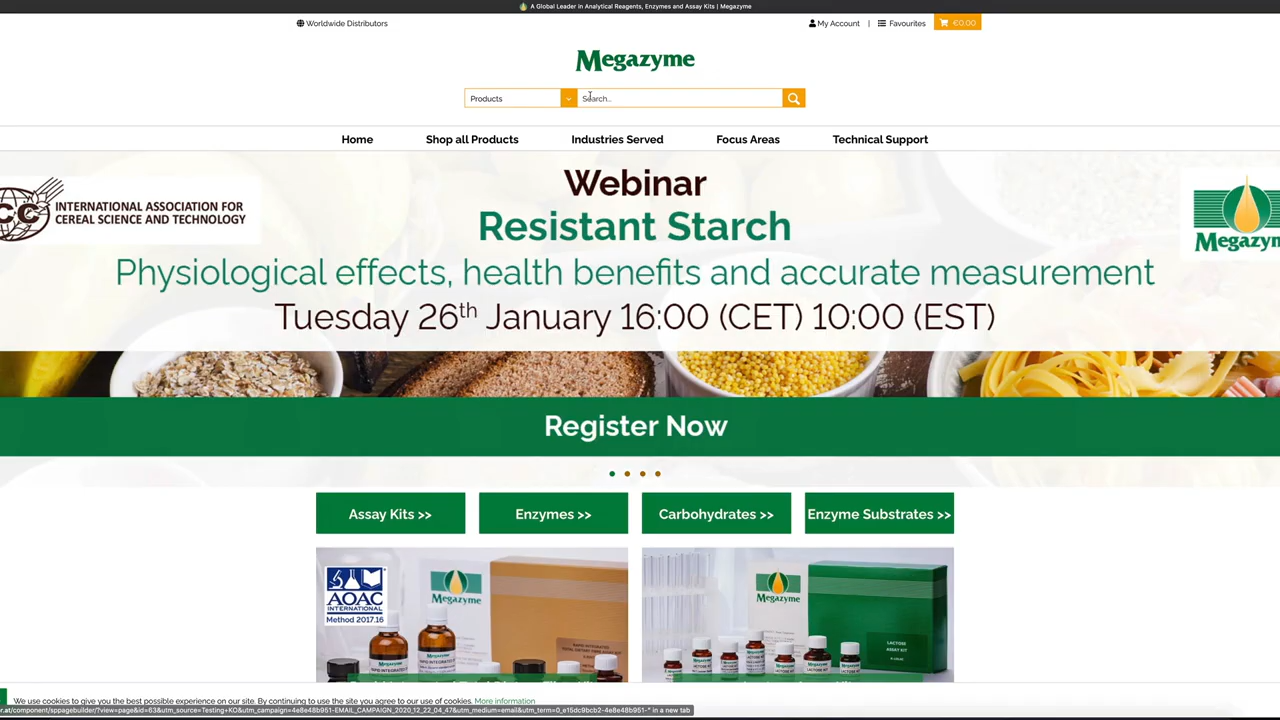 A Global Leader in Analytical Reagents, Enzymes and Assay Kits | Megazyme
Worldwide Distributors
My Account | Favourites €0.00
Megazyme
Products Search...
Home Shop all Products Industries Served Focus Areas Technical Support
Webinar
Resistant Starch
INTERNATIONAL ASSOCIATION FOR
CEREAL SCIENCE AND TECHNOLOGY
Megazym
Physiological effects, health benefits and accurate measurement
Tuesday 26th January 16:00 (CET) 10:00 (EST)
Register Now
Assay Kits >> Enzymes >> Carbohydrates >> Enzyme Substrates >>
AOAC
INTERNATIONAL
Method 2017.16
Megazyme
Megazyme
LACTOSE
ASSAY KIT
We use cookies to give you the best possible experience on our site. By continuing to use the site you agree to our use of cookies. More information
r.at/component/sppagebuilder/?view=page&id=63&utm_source=Testing+KO&utm_campaign=4e8e48b951-EMAIL_CAMPAIGN_2020_12_22_04_47&utm_medium=email&utm_term=0_e15dc9bcb2-4e8e48b951-" in a new tab